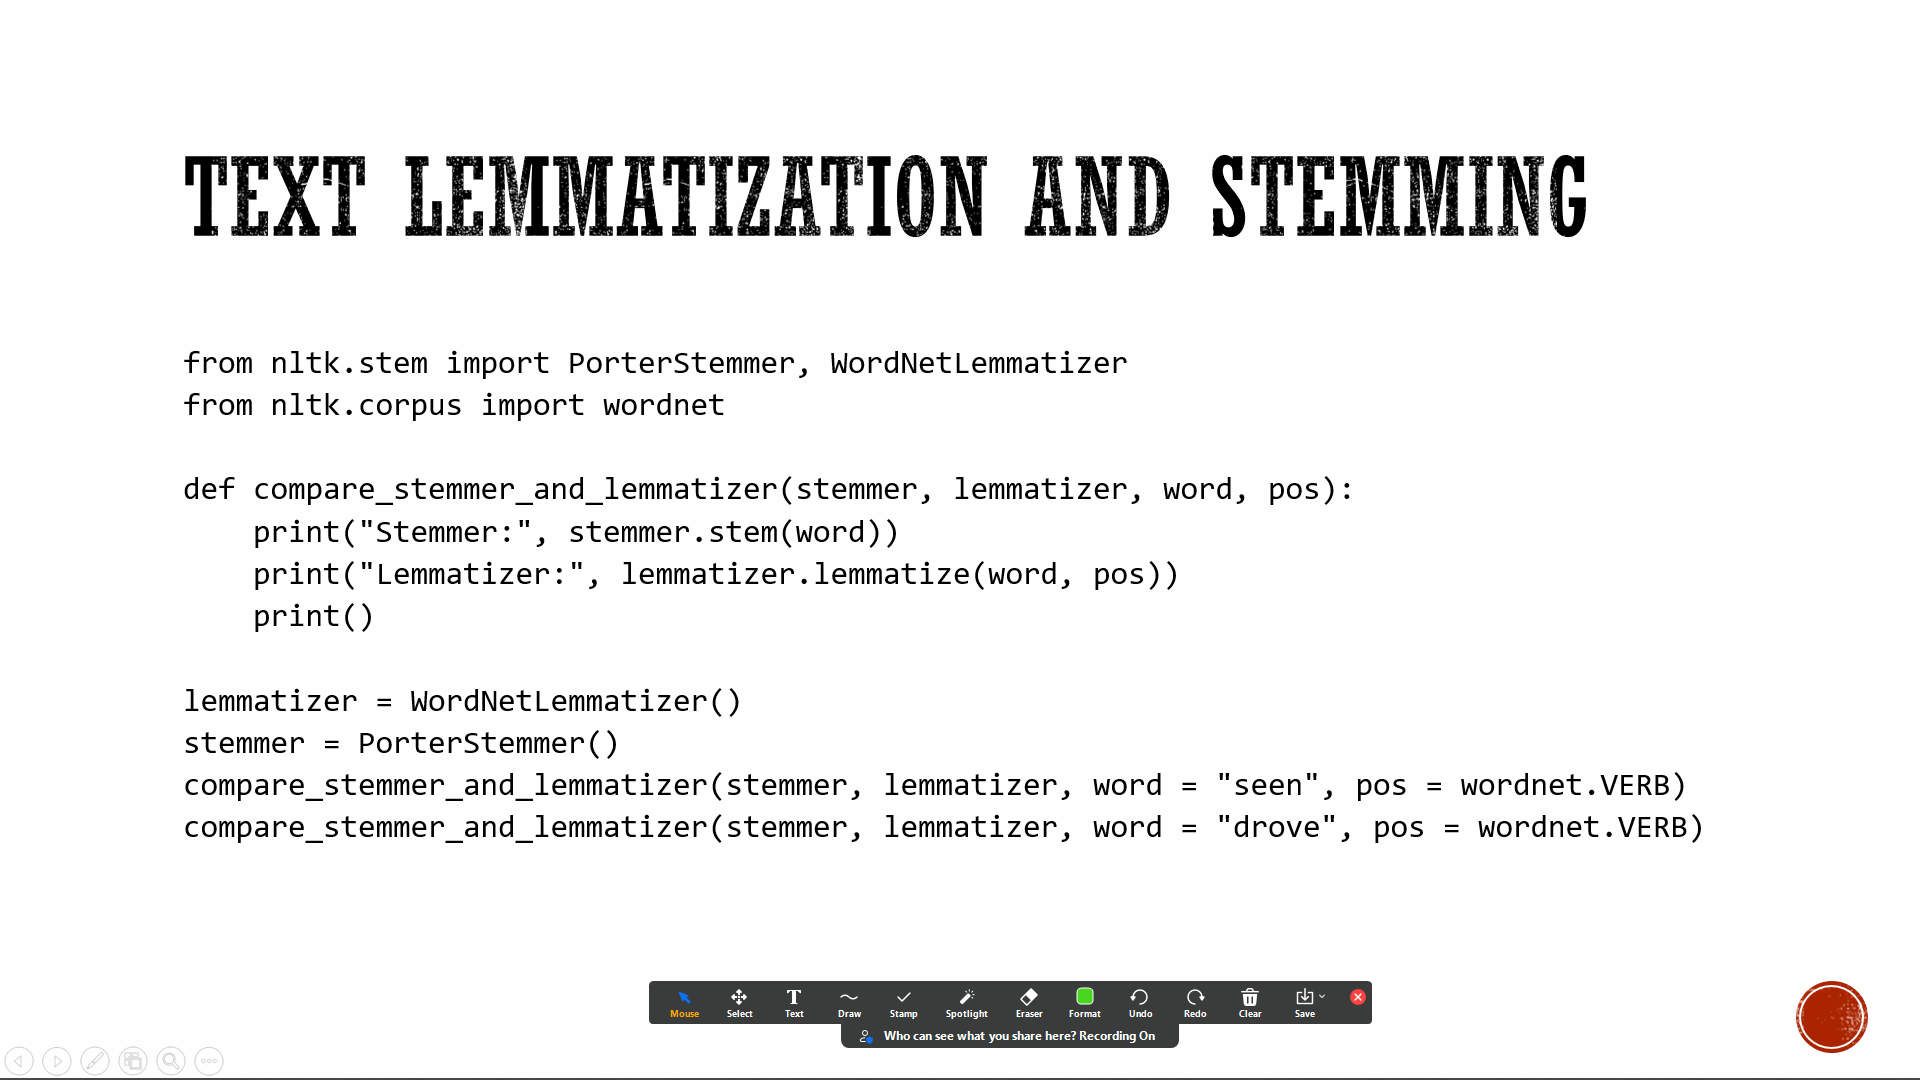 TEXT LEMMATIZATION AND STEMMING
from nltk.stem import PorterStemmer, WordNetLemmatizer
from nltk.corpus import wordnet
def compare_stemmer_and_lemmatizer(stemmer, lemmatizer, word, pos):
    print("Stemmer:", stemmer.stem(word))
    print("Lemmatizer:", lemmatizer.lemmatize(word, pos))
    print()
lemmatizer = WordNetLemmatizer()
stemmer = PorterStemmer()
compare_stemmer_and_lemmatizer(stemmer, lemmatizer, word = "seen", pos = wordnet.VERB)
compare_stemmer_and_lemmatizer(stemmer, lemmatizer, word = "drove", pos = wordnet.VERB)
Mouse Select Text Draw Stamp Spotlight Eraser Format Undo Redo Clear Save
Who can see what you share here? Recording On